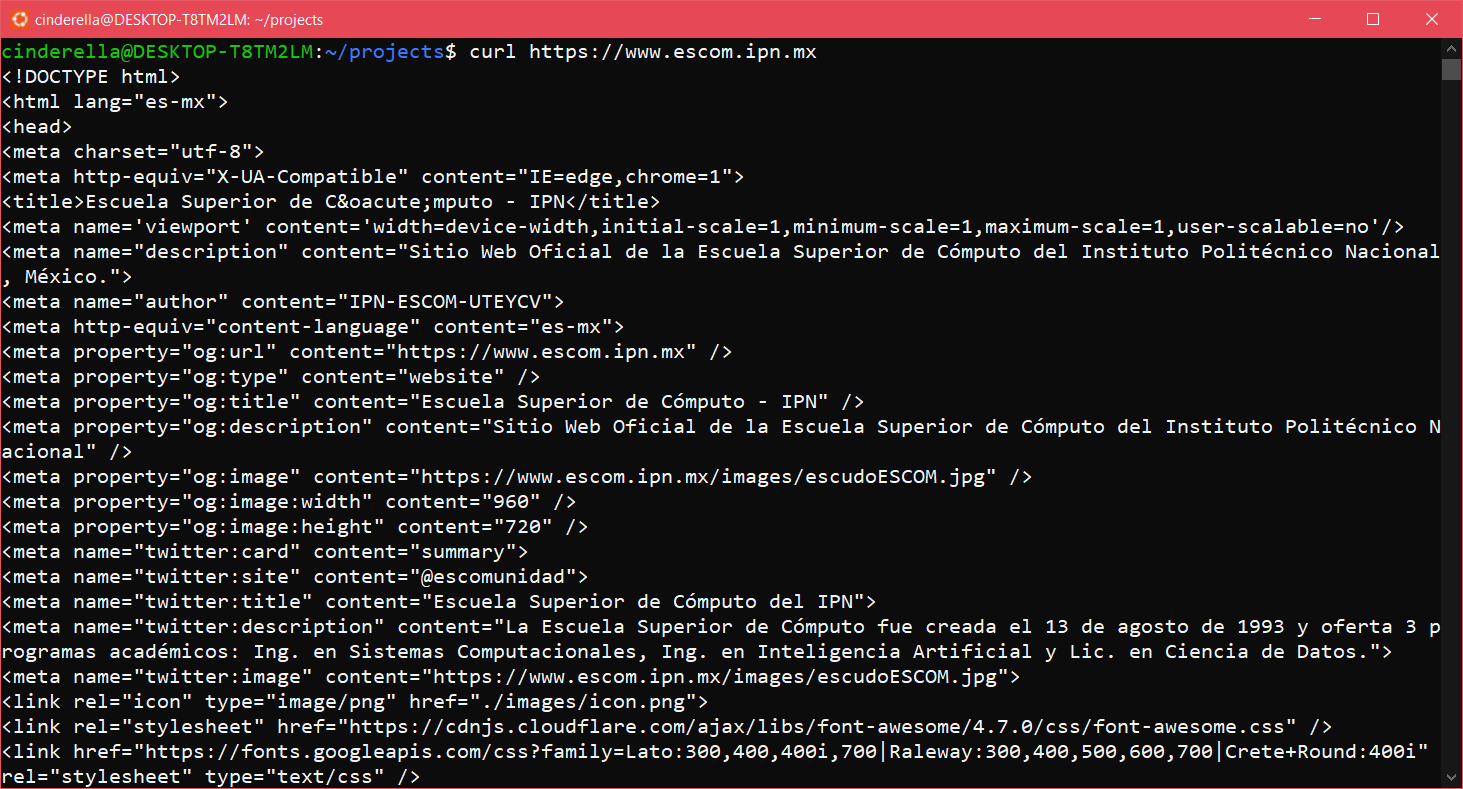 cinderella@DESKTOP-T8TM2LM: ~/projects
cinderella@DESKTOP-T8TM2LM:~/projects$ curl https://www.escom.ipn.mx
<!DOCTYPE html>
<html lang="es-mx">
<head>
<meta charset="utf-8">
<meta http-equiv="X-UA-Compatible" content="IE=edge,chrome=1">
<title>Escuela Superior de C&oacute;mputo - IPN</title>
<meta name='viewport' content='width=device-width,initial-scale=1,minimum-scale=1,maximum-scale=1,user-scalable=no'/>
<meta name="description" content="Sitio Web Oficial de la Escuela Superior de Cómputo del Instituto Politécnico Nacional
, México.">
<meta name="author" content="IPN-ESCOM-UTEYCV">
<meta http-equiv="content-language" content="es-mx">
<meta property="og:url" content="https://www.escom.ipn.mx" />
<meta property="og:type" content="website" />
<meta property="og:title" content="Escuela Superior de Cómputo - IPN" />
<meta property="og:description" content="Sitio Web Oficial de la Escuela Superior de Cómputo del Instituto Politécnico N
acional" />
<meta property="og:image" content="https://www.escom.ipn.mx/images/escudoESCOM.jpg" />
<meta property="og:image:width" content="960" />
<meta property="og:image:height" content="720" />
<meta name="twitter:card" content="summary">
<meta name="twitter:site" content="@escomunidad">
<meta name="twitter:title" content="Escuela Superior de Cómputo del IPN">
<meta name="twitter:description" content="La Escuela Superior de Cómputo fue creada el 13 de agosto de 1993 y oferta 3 p
rogramas académicos: Ing. en Sistemas Computacionales, Ing. en Inteligencia Artificial y Lic. en Ciencia de Datos.">
<meta name="twitter:image" content="https://www.escom.ipn.mx/images/escudoESCOM.jpg">
<link rel="icon" type="image/png" href="./images/icon.png">
<link rel="stylesheet" href="https://cdnjs.cloudflare.com/ajax/libs/font-awesome/4.7.0/css/font-awesome.css" />
<link href="https://fonts.googleapis.com/css?family=Lato:300,400,400i,700|Raleway:300,400,500,600,700|Crete+Round:400i"
rel="stylesheet" type="text/css" />